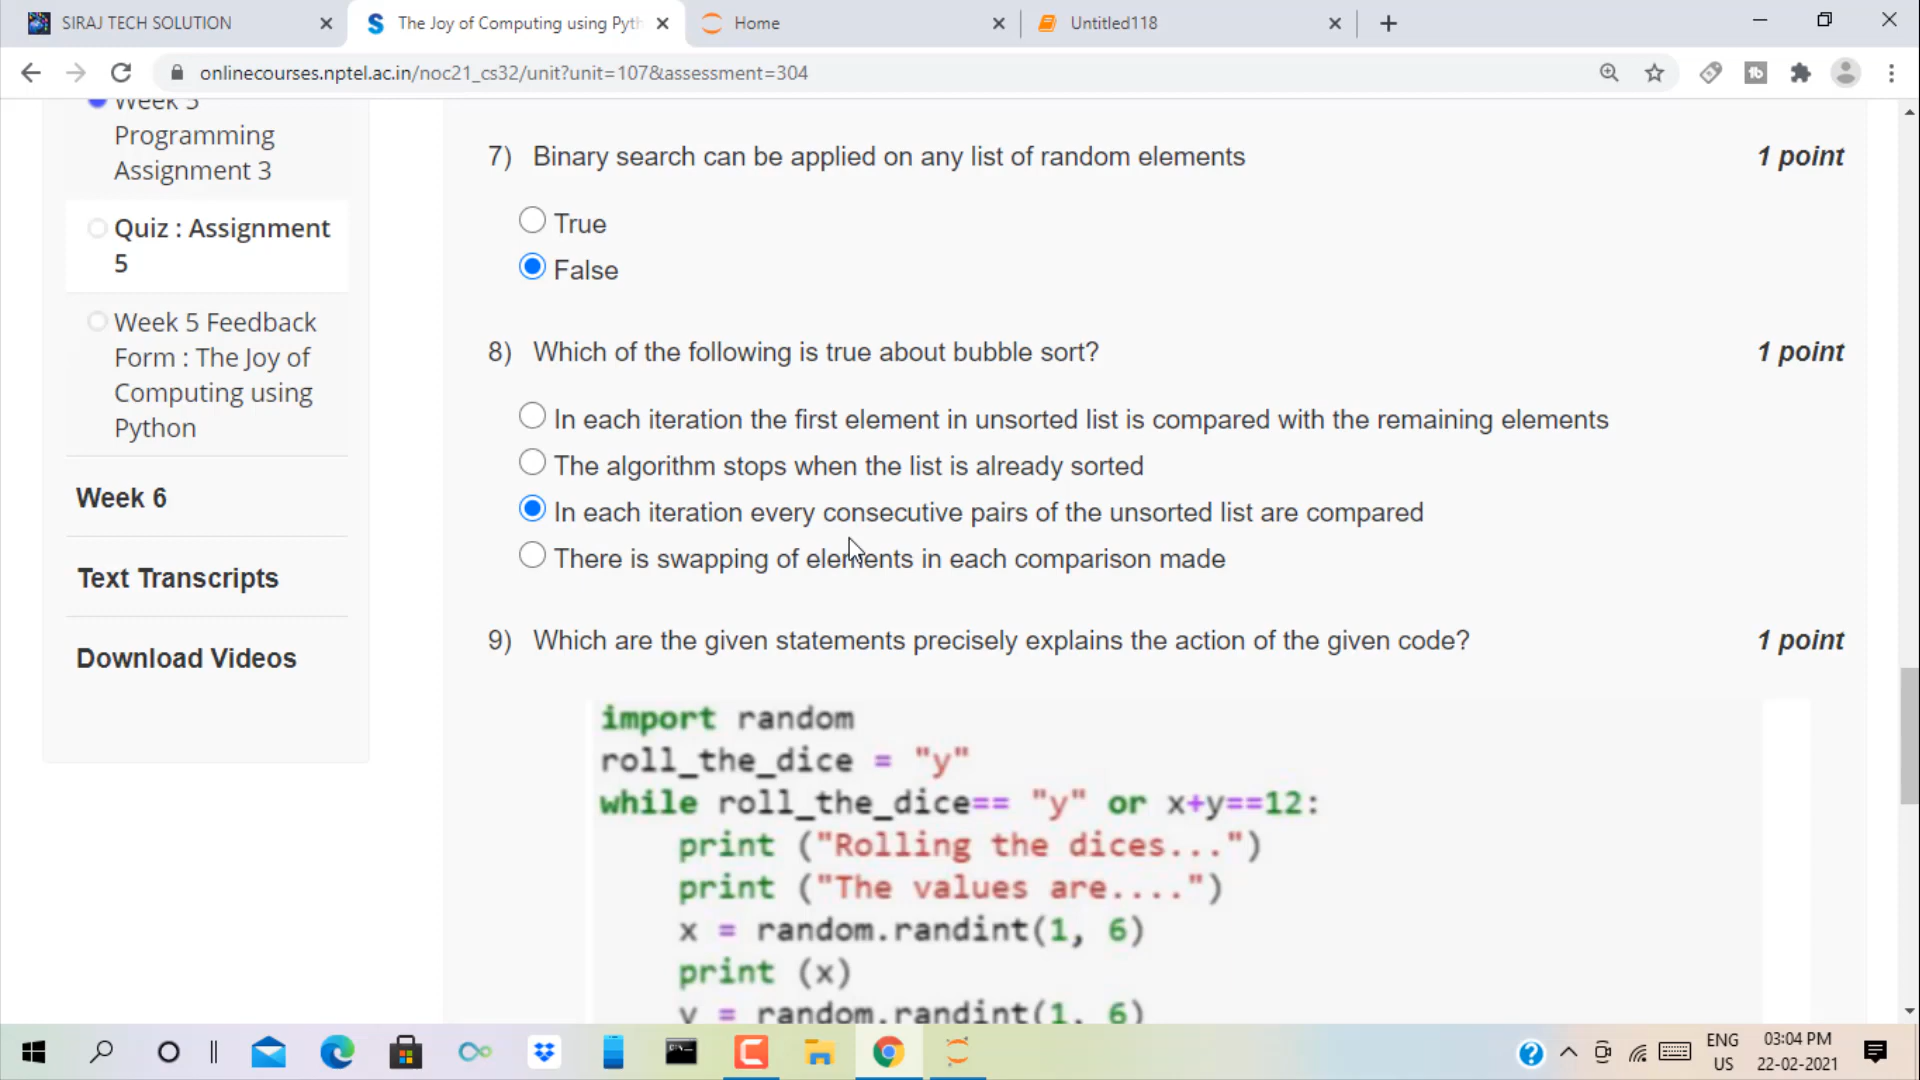 SIRAJ TECH SOLUTION
The Joy of Computing using Pyth
Home
Untitled118
onlinecourses.nptel.ac.in/noc21_cs32/unit?unit=107&assessment=304
Week 5
Programming
Assignment 3
Quiz : Assignment
5
Week 5 Feedback
Form : The Joy of
Computing using
Python
Week 6
Text Transcripts
Download Videos
7) Binary search can be applied on any list of random elements 1 point
True
False
8) Which of the following is true about bubble sort? 1 point
In each iteration the first element in unsorted list is compared with the remaining elements
The algorithm stops when the list is already sorted
In each iteration every consecutive pairs of the unsorted list are compared
There is swapping of elements in each comparison made
9) Which are the given statements precisely explains the action of the given code? 1 point
import random
roll_the_dice = "y"
while roll_the_dice== "y" or x+y==12:
print ("Rolling the dices...")
print ("The values are....")
x = random.randint(1, 6)
print (x)
y = random.randint(1, 6)
ENG
US
03:04 PM
22-02-2021